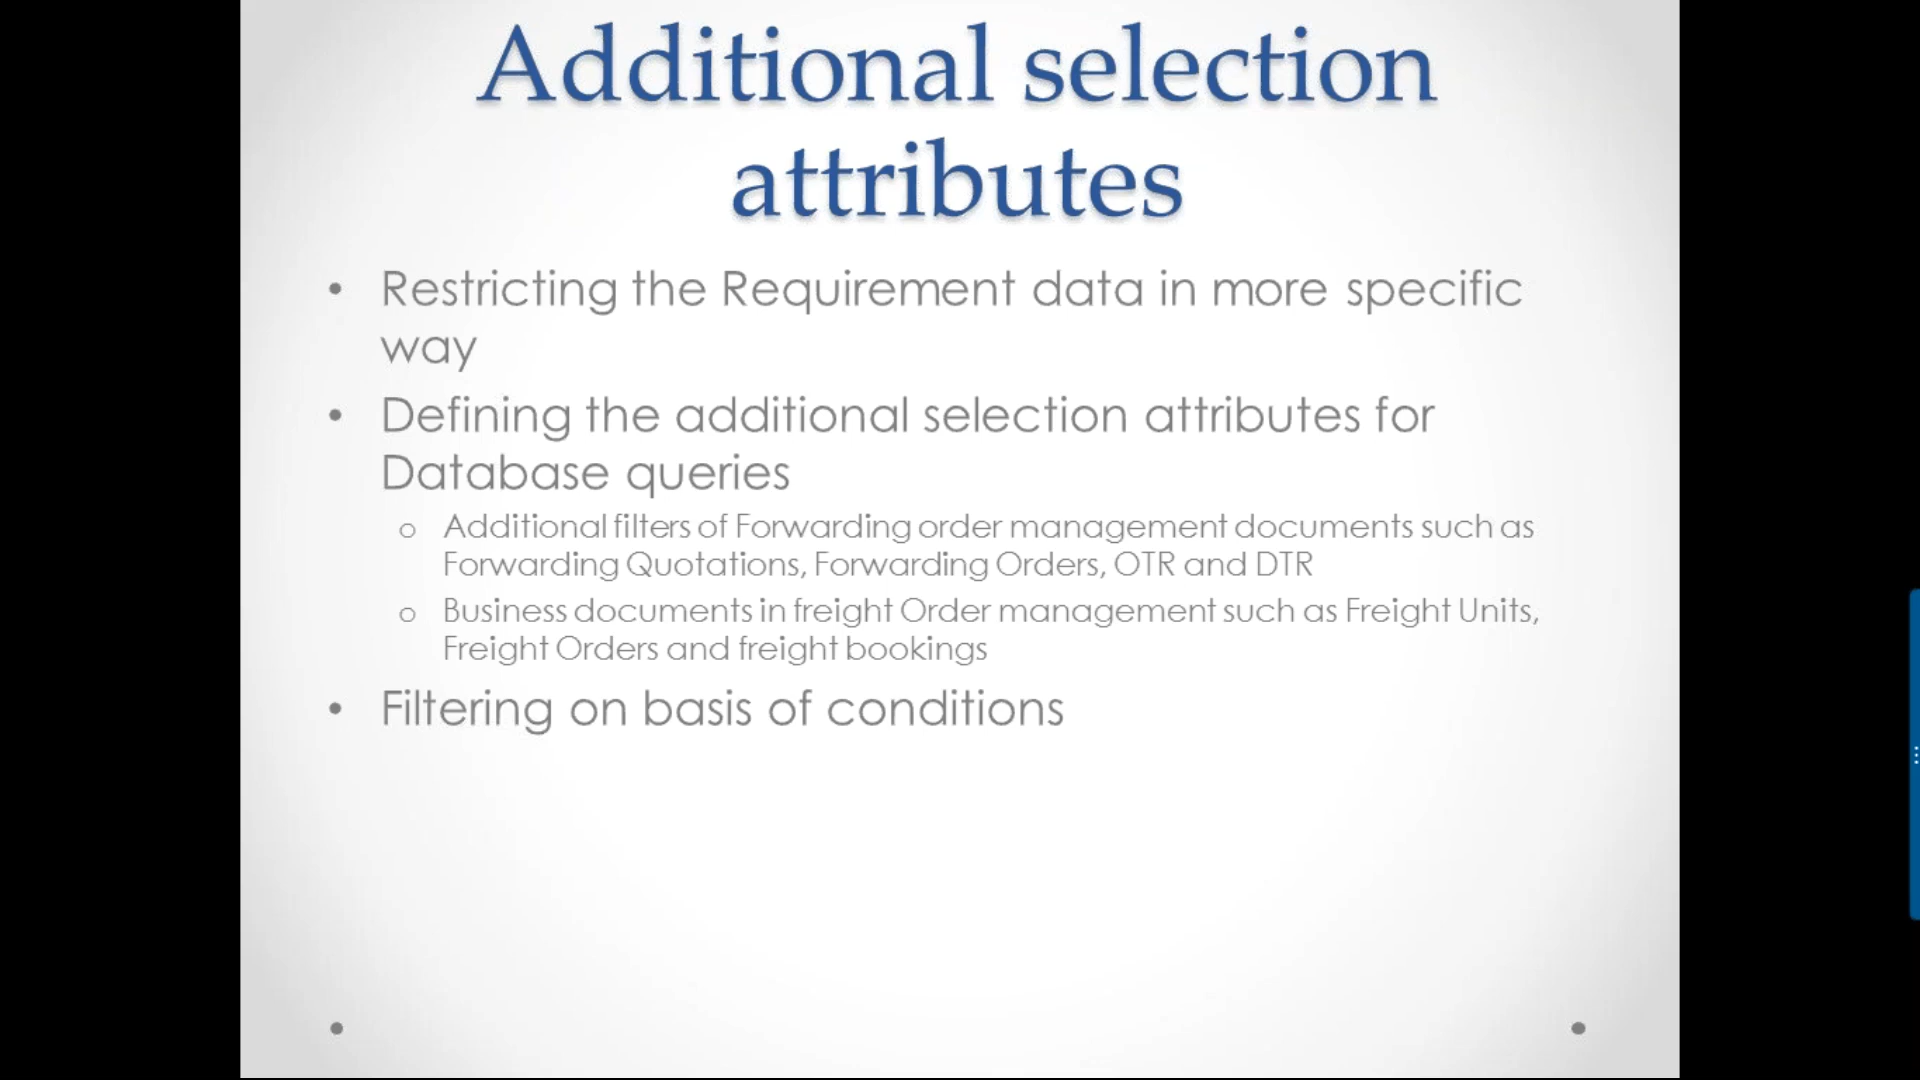 Additional selection
attributes
• Restricting the Requirement data in more specific
way
• Defining the additional selection attributes for
Database queries
o Additional filters of Forwarding order management documents such as
Forwarding Quotations, Forwarding Orders, OTR and DTR
o Business documents in freight Order management such as Freight Units,
Freight Orders and freight bookings
• Filtering on basis of conditions